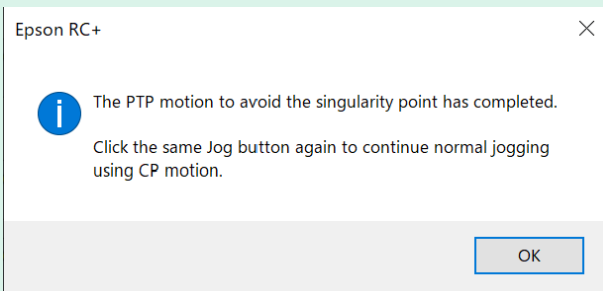 Epson RC+
The PTP motion to avoid the singularity point has completed.
Click the same Jog button again to continue normal jogging
using CP motion.
OK